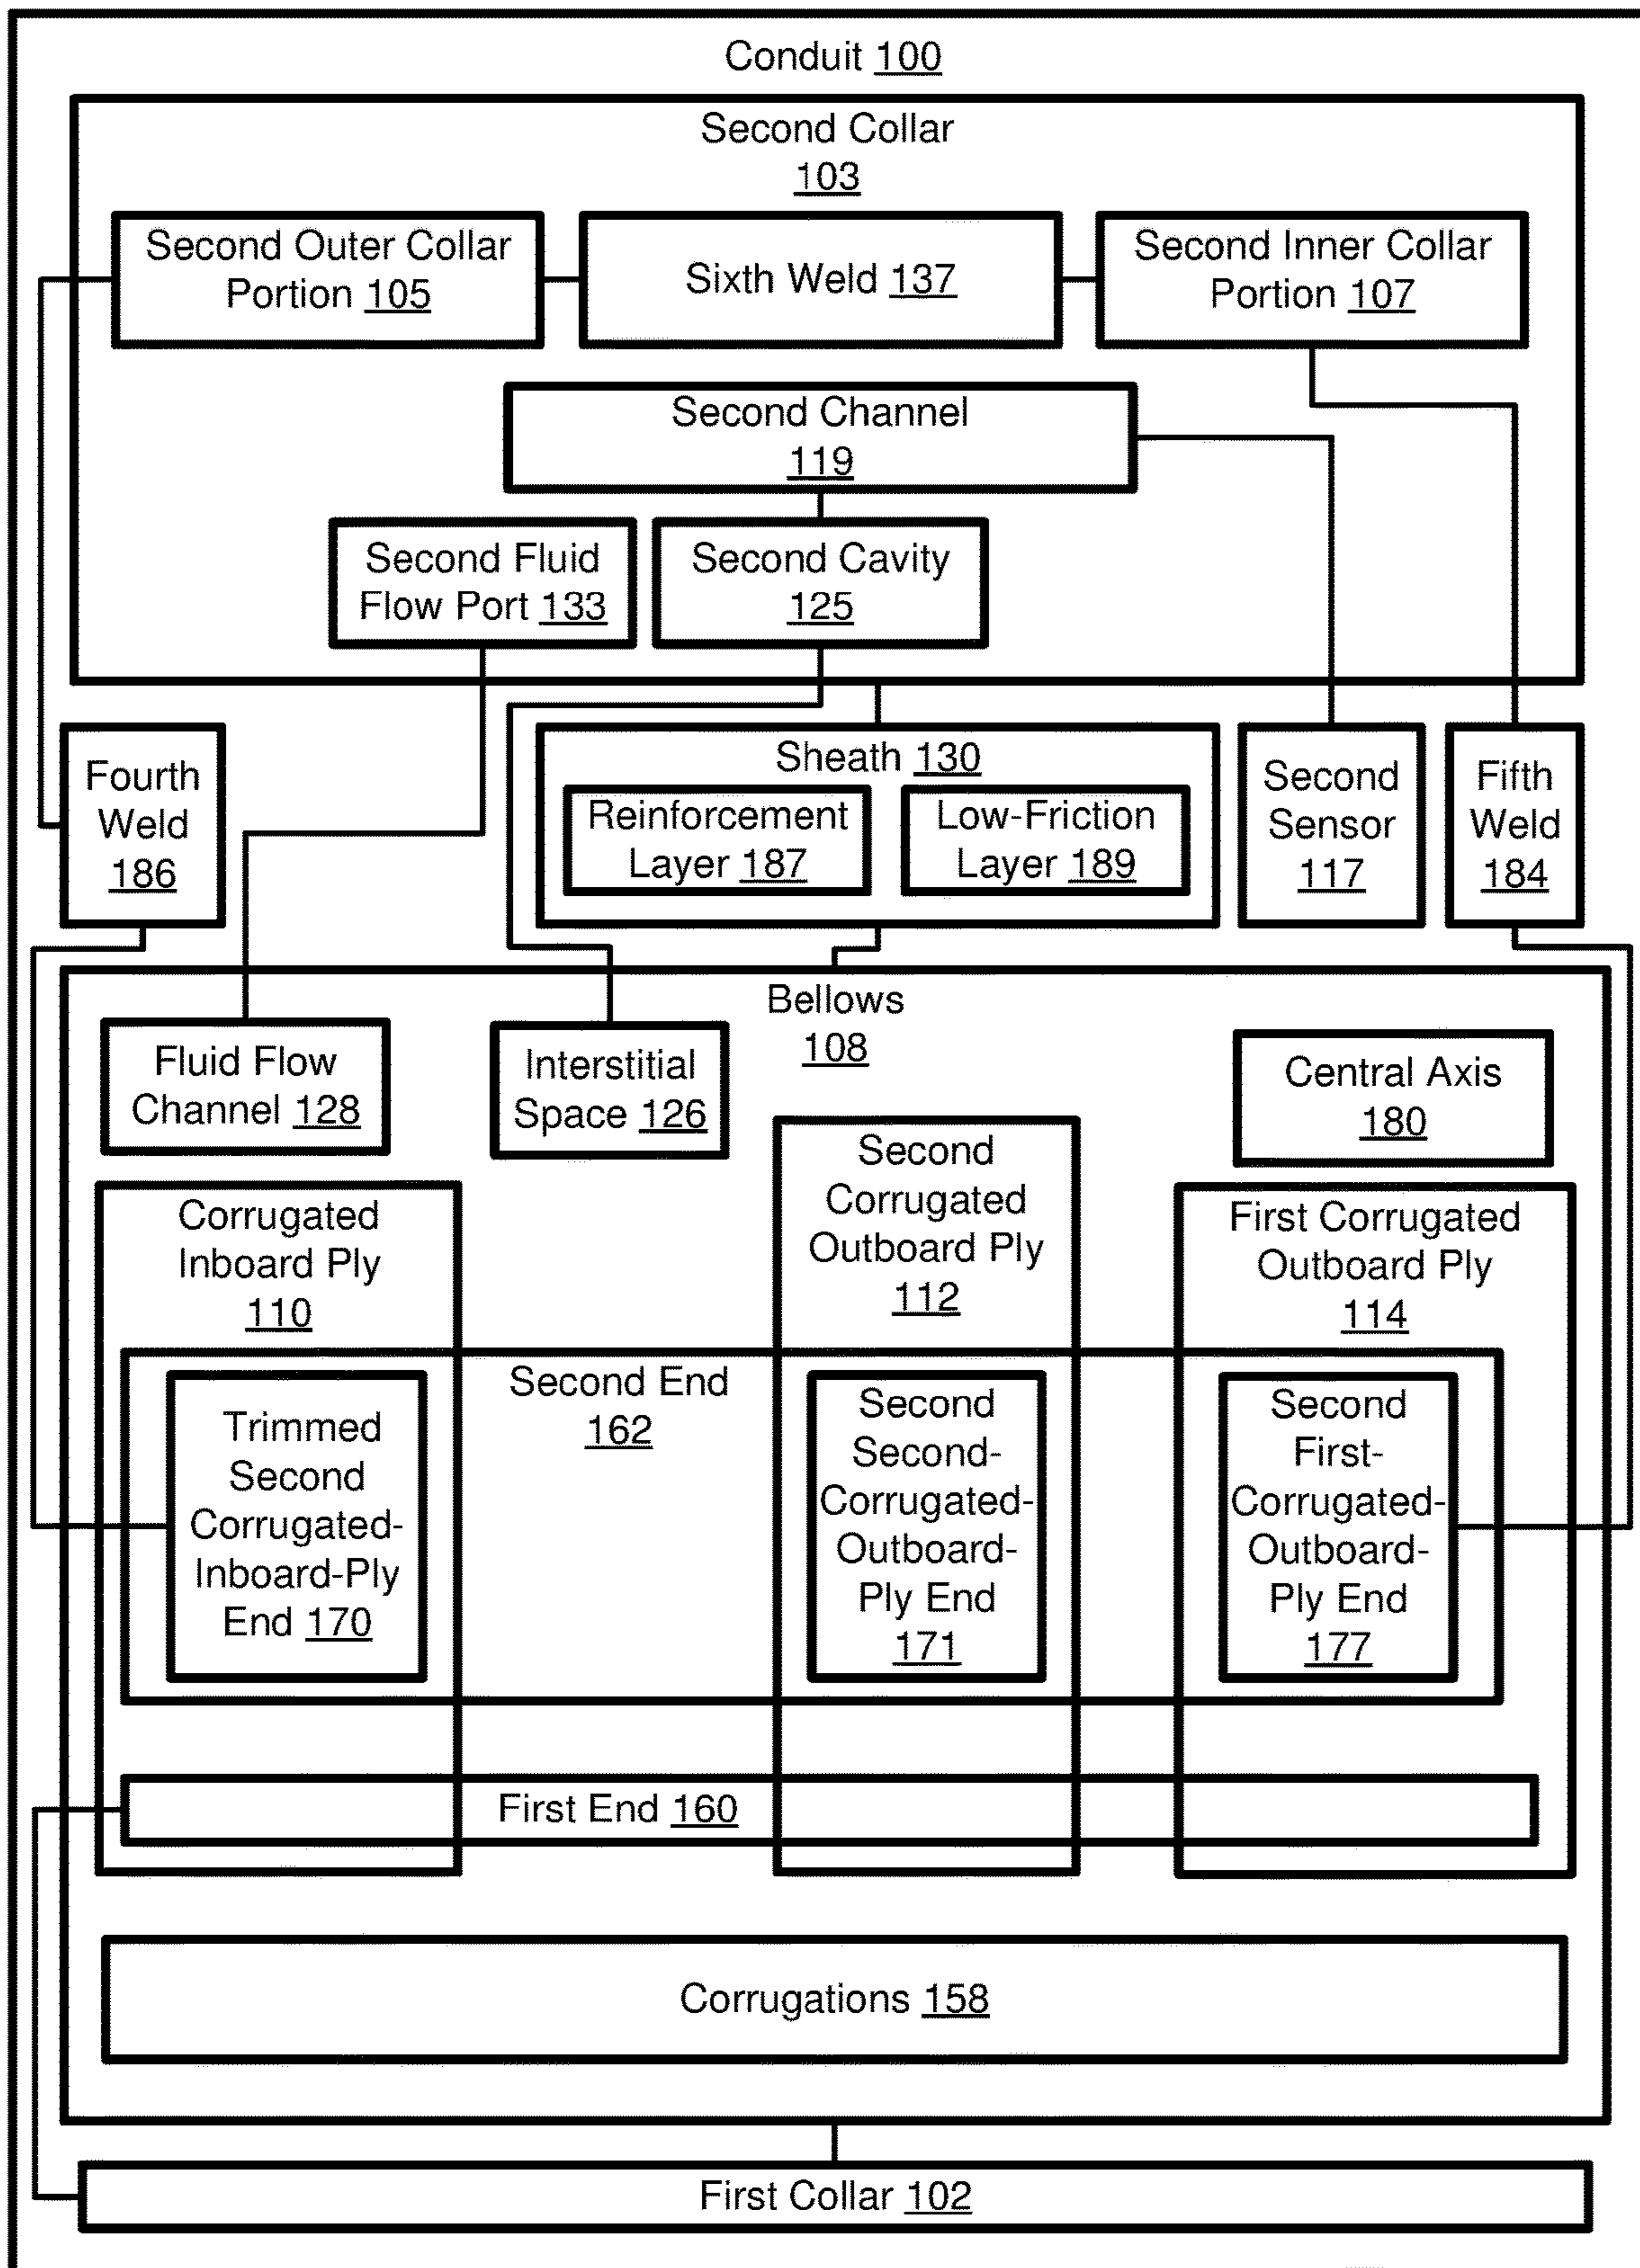 Conduit 100
Second Collar
103
Second Outer Collar
Portion 105
Sixth Weld 137
Second Inner Collar
Portion 107
Second Channel
119
Second Fluid
Flow Port 133
Second Cavity
125
Fourth
Weld
186
Sheath 130
Reinforcement
Layer 187
Low-Friction
Layer 189
Second
Sensor
117
Fifth
Weld
184
Bellows
108
Fluid Flow
Channel 128
Interstitial
Space 126
Central Axis
180
Corrugated
Inboard Ply
110
Second
Corrugated
Outboard Ply
112
First Corrugated
Outboard Ply
114
Second End
162
Trimmed
Second
Corrugated-
Inboard-Ply
End 170
Second
Second-
Corrugated-
Outboard-
Ply End
171
Second
First-
Corrugated-
Outboard-
Ply End
177
First End 160
Corrugations 158
First Collar 102